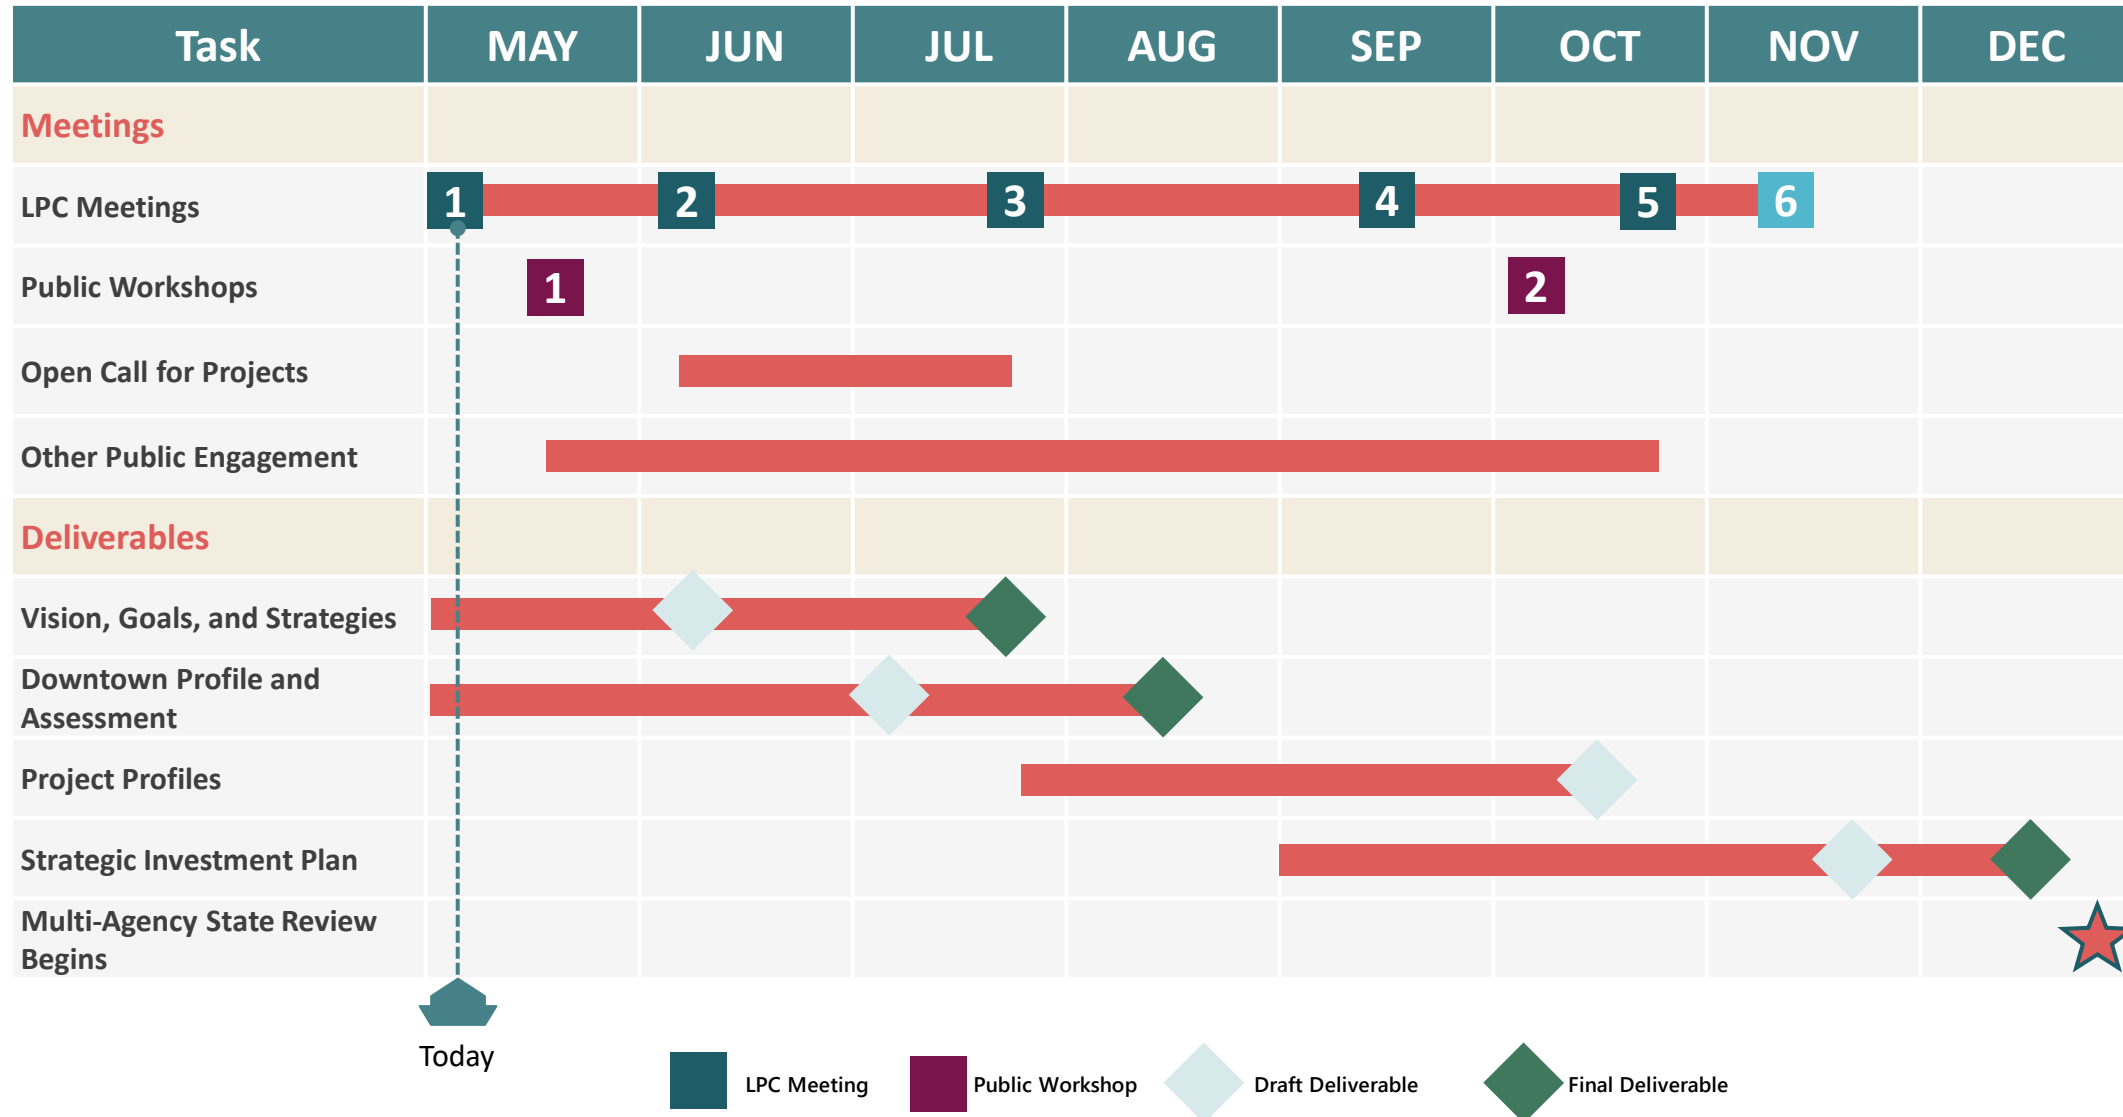 Task MAY JUN JUL AUG SEP OCT NOV DEC
Meetings
LPC Meetings 1 2 3 4 5 6
Public Workshops 1 2
Open Call for Projects
Other Public Engagement
Deliverables
Vision, Goals, and Strategies
Downtown Profile and
Assessment
Project Profiles
Strategic Investment Plan
Multi-Agency State Review
Begins
Today
LPC Meeting Public Workshop Draft Deliverable Final Deliverable